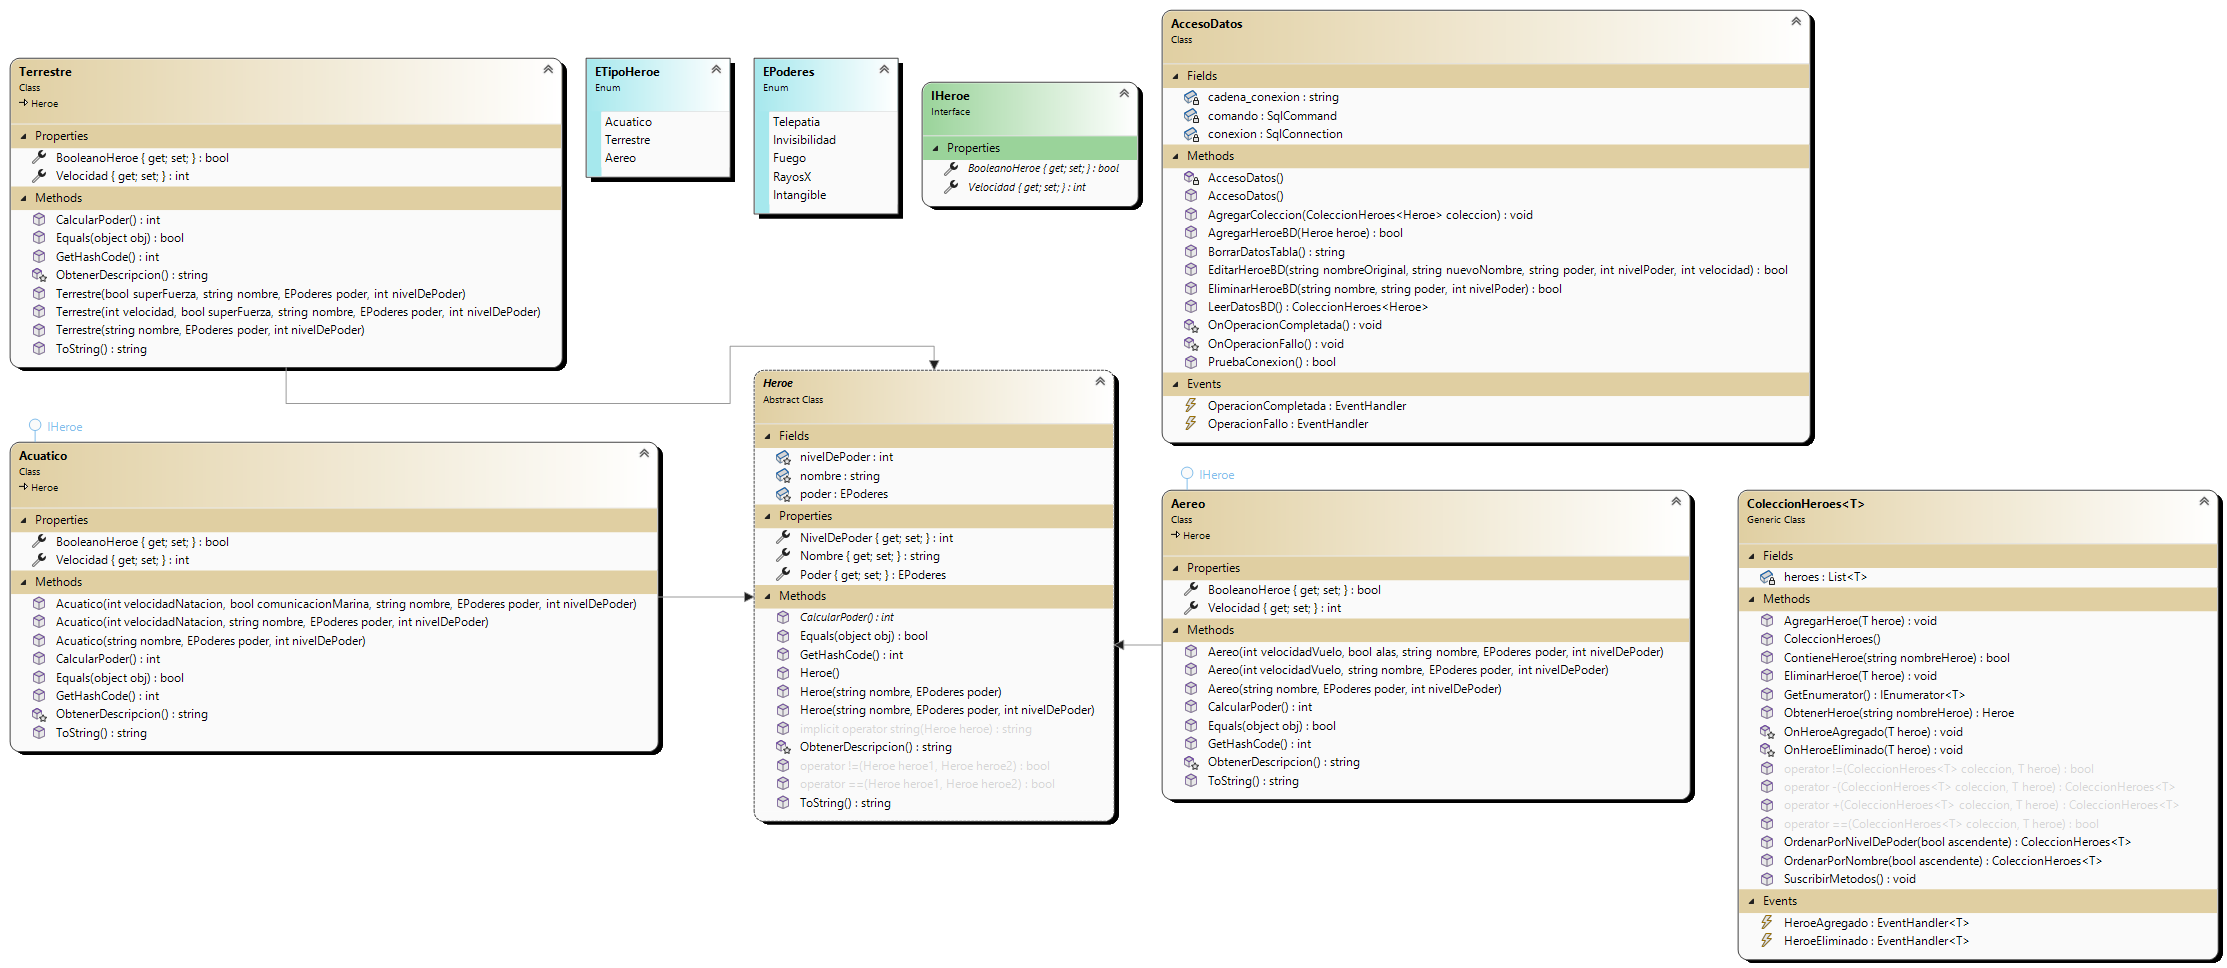 Terrestre
Class
Heroe
Properties
BooleanoHeroe { get; set; } : bool
Velocidad { get; set; } : int
Methods
CalcularPoder() : int
Equals(object obj) : bool
GetHashCode() : int
ObtenerDescripcion() : string
Terrestre(bool superFuerza, string nombre, EPoderes poder, int nivelDePoder)
Terrestre(int velocidad, bool superFuerza, string nombre, EPoderes poder, int nivelDePoder)
Terrestre(string nombre, EPoderes poder, int nivelDePoder)
ToString() : string
ETipoHeroe
Enum
Acuatico
Terrestre
Aereo
EPoderes
Enum
Telepatia
Invisibilidad
Fuego
RayosX
Intangible
IHeroe
Interface
Properties
BooleanoHeroe { get; set; } : bool
Velocidad { get; set; } : int
AccesoDatos
Class
Fields
cadena_conexion : string
comando : SqlCommand
conexion : SqlConnection
Methods
AccesoDatos()
AccesoDatos()
AgregarColeccion(ColeccionHeroes<Heroe> coleccion) : void
AgregarHeroeBD(Heroe heroe) : bool
BorrarDatosTabla() : string
EditarHeroeBD(string nombreOriginal, string nuevoNombre, string poder, int nivelPoder, int velocidad) : bool
EliminarHeroeBD(string nombre, string poder, int nivelPoder) : bool
LeerDatosBD() : ColeccionHeroes<Heroe>
OnOperacionCompletada() : void
OnOperacionFallo() : void
PruebaConexion() : bool
Events
OperacionCompletada : EventHandler
OperacionFallo : EventHandler
IHeroe
Acuatico
Class
Heroe
Properties
BooleanoHeroe { get; set; } : bool
Velocidad { get; set; } : int
Methods
Acuatico(int velocidadNatacion, bool comunicacionMarina, string nombre, EPoderes poder, int nivelDePoder)
Acuatico(int velocidadNatacion, string nombre, EPoderes poder, int nivelDePoder)
Acuatico(string nombre, EPoderes poder, int nivelDePoder)
CalcularPoder() : int
Equals(object obj) : bool
GetHashCode() : int
ObtenerDescripcion() : string
ToString() : string
Heroe
Abstract Class
Fields
nivelDePoder : int
nombre : string
poder : EPoderes
Properties
NivelDePoder { get; set; } : int
Nombre { get; set; } : string
Poder { get; set; } : EPoderes
Methods
CalcularPoder() : int
Equals(object obj) : bool
GetHashCode() : int
Heroe()
Heroe(string nombre, EPoderes poder)
Heroe(string nombre, EPoderes poder, int nivelDePoder)
implicit operator string(Heroe heroe) : string
ObtenerDescripcion() : string
operator !=(Heroe heroe1, Heroe heroe2) : bool
operator ==(Heroe heroe1, Heroe heroe2) : bool
ToString() : string
IHeroe
Aereo
Class
Heroe
Properties
BooleanoHeroe { get; set; } : bool
Velocidad { get; set; } : int
Methods
Aereo(int velocidadVuelo, bool alas, string nombre, EPoderes poder, int nivelDePoder)
Aereo(int velocidadVuelo, string nombre, EPoderes poder, int nivelDePoder)
Aereo(string nombre, EPoderes poder, int nivelDePoder)
CalcularPoder() : int
Equals(object obj) : bool
GetHashCode() : int
ObtenerDescripcion() : string
ToString() : string
ColeccionHeroes<T>
Generic Class
Fields
heroes : List<T>
Methods
AgregarHeroe(T heroe) : void
ColeccionHeroes()
ContieneHeroe(string nombreHeroe) : bool
EliminarHeroe(T heroe) : void
GetEnumerator() : IEnumerator<T>
ObtenerHeroe(string nombreHeroe) : Heroe
OnHeroeAgregado(T heroe) : void
OnHeroeEliminado(T heroe) : void
operator !=(ColeccionHeroes<T> coleccion, T heroe) : bool
operator -(ColeccionHeroes<T> coleccion, T heroe) : ColeccionHeroes<T>
operator +(ColeccionHeroes<T> coleccion, T heroe) : ColeccionHeroes<T>
operator ==(ColeccionHeroes<T> coleccion, T heroe) : bool
OrdenarPorNivelDePoder(bool ascendente) : ColeccionHeroes<T>
OrdenarPorNombre(bool ascendente) : ColeccionHeroes<T>
SuscribirMetodos() : void
Events
HeroeAgregado : EventHandler<T>
HeroeEliminado : EventHandler<T>